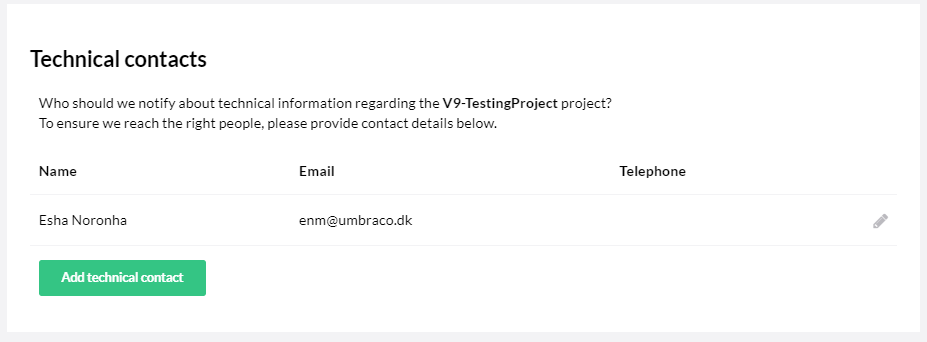 Technical contacts
Who should we notify about technical information regarding the V9-TestingProject project?
To ensure we reach the right people, please provide contact details below.
Name Email Telephone
Esha Noronha enm@umbraco.dk
Add technical contact